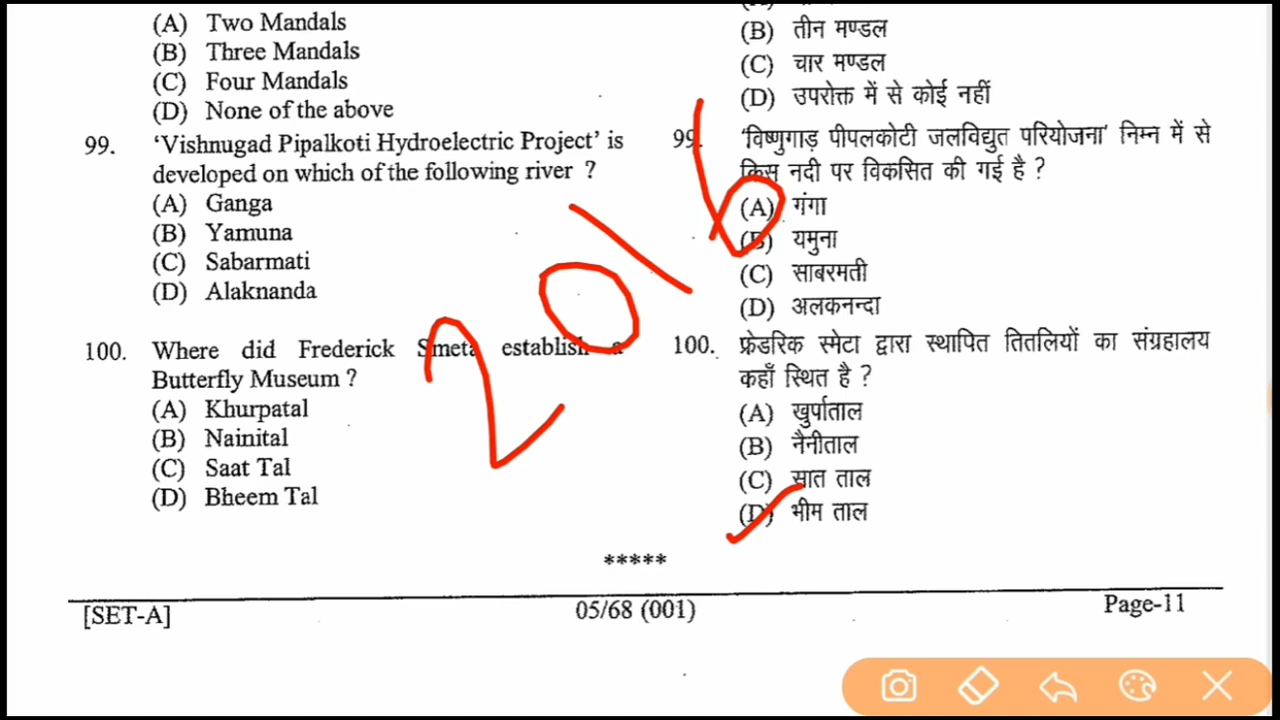 (A) Two Mandals
(B) Three Mandals
(C) Four Mandals
(D) None of the above
99. 'Vishnugad Pipalkoti Hydroelectric Project' is
developed on which of the following river ?
(A) Ganga
(B) Yamuna
(C) Sabarmati
(D) Alaknanda
100. Where did Frederick Smeta establish a
Butterfly Museum ?
(A) Khurpatal
(B) Nainital
(C) Saat Tal
(D) Bheem Tal
(B) तीन मण्डल
(C) चार मण्डल
(D) उपरोक्त में से कोई नहीं
99. 'विष्णुगाड़ पीपलकोटी जलविद्युत परियोजना' निम्न में से
किस नदी पर विकसित की गई है ?
(A) गंगा
(B) यमुना
(C) साबरमती
(D) अलकनन्दा
100. फ्रेडरिक स्मेटा द्वारा स्थापित तितलियों का संग्रहालय
कहाँ स्थित है ?
(A) खुर्पाताल
(B) नैनीताल
(C) सात ताल
(D) भीम ताल
2016
*****
[SET-A] 05/68 (001) Page-11